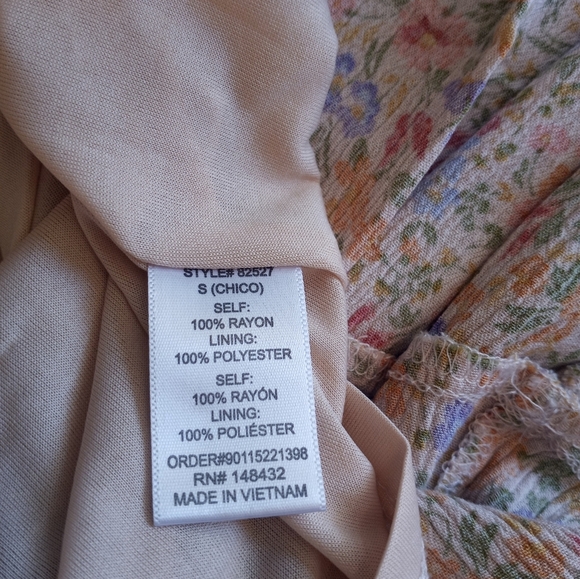 STYLE# 62527
S (CHICO)
SELF:
100% RAYON
LINING:
100% POLYESTER
SELF:
100% RAYÓN
LINING:
100% POLIÉSTER
ORDER#90115221398
RN# 148432
MADE IN VIETNAM